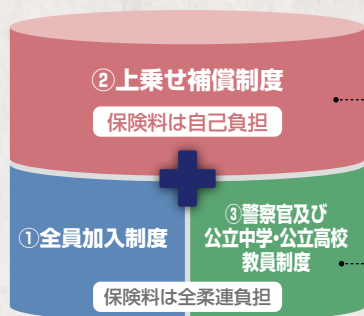 ②上乗せ補償制度
保険料は自己負担
①全員加入制度
③警察官及び
公立中学・公立高校
教員制度
保険料は全柔連負担